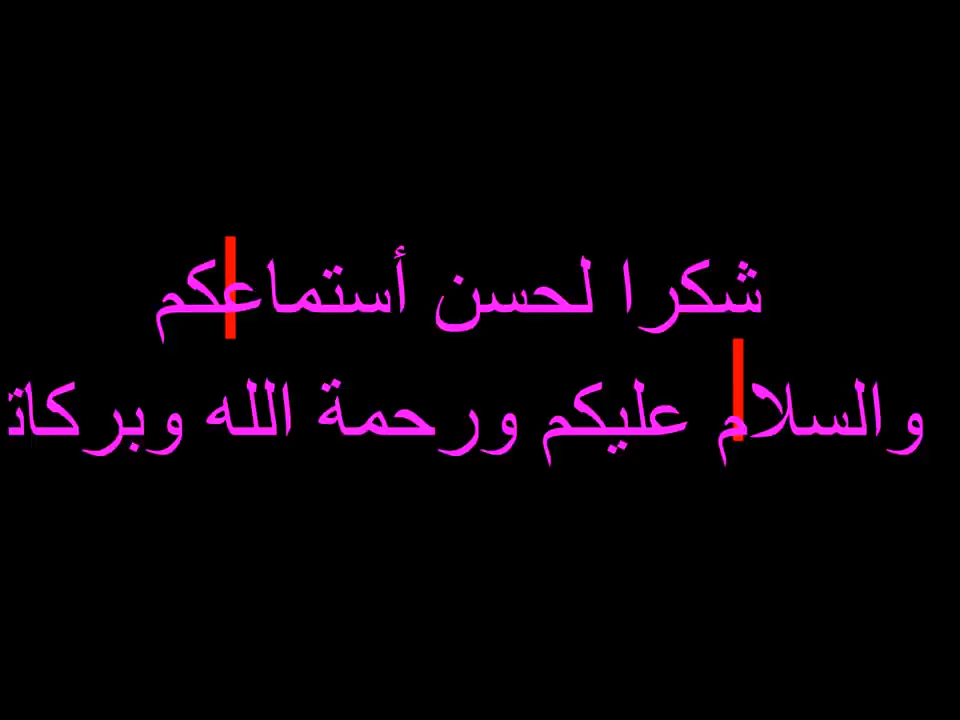 شكرا لحسن أستماعكم
والسلام عليكم ورحمة الله وبركات